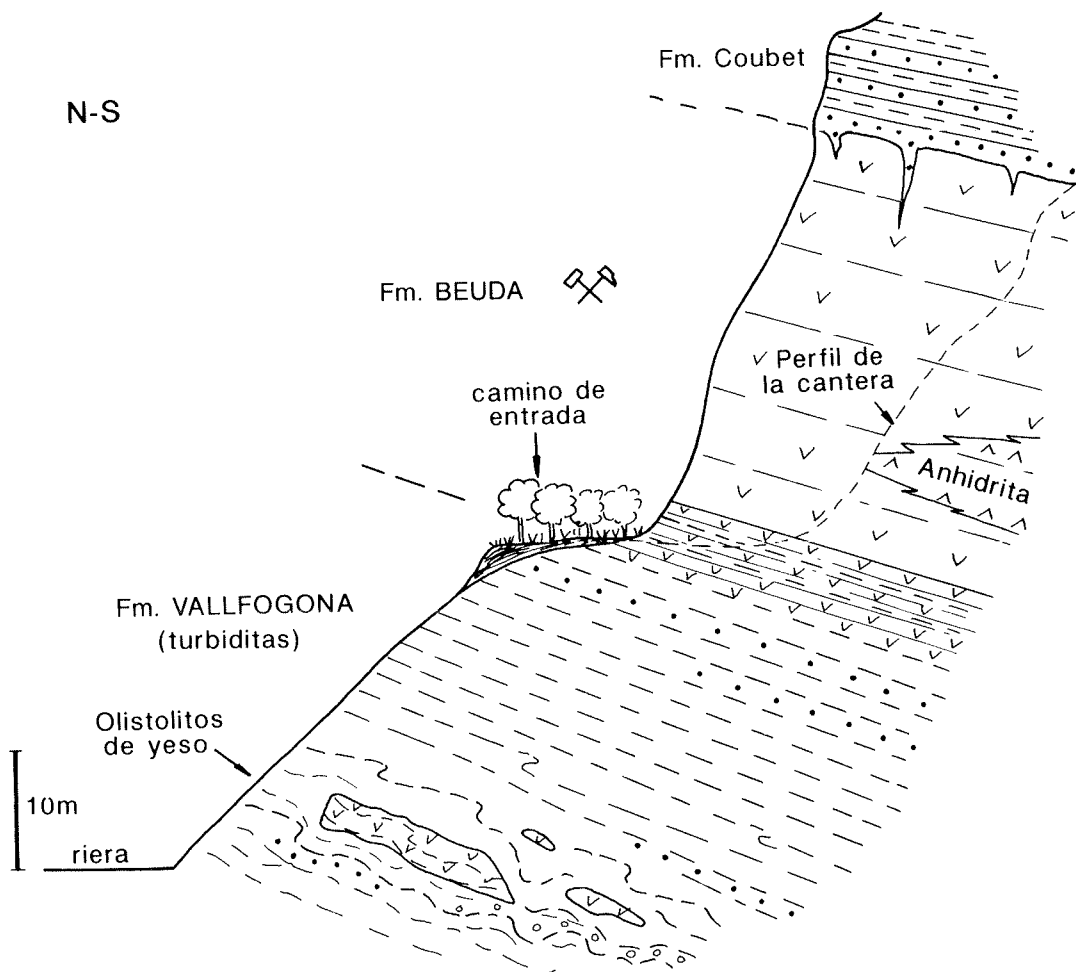 Fm. Coubet
N-S
Fm. BEUDA
Perfil de
la cantera
camino de
entrada
Anhidrita
Fm. VALLFOGONA
(turbiditas)
Olistolitos
de yeso
10m
riera